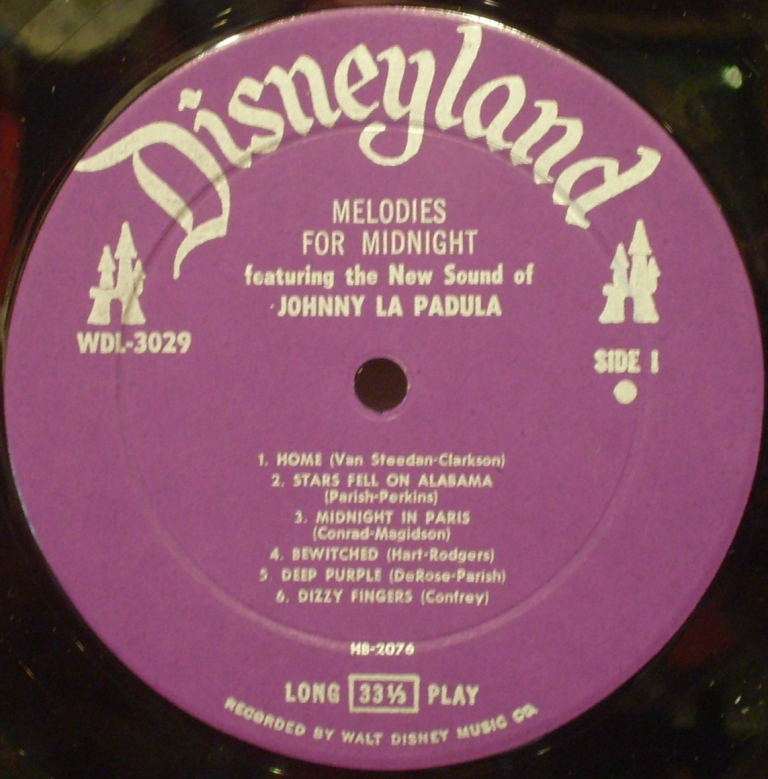 Disneyland
MELODIES
FOR MIDNIGHT
featuring the New Sound of
JOHNNY LA PADULA
WDL-3029
SIDE 1
1. HOME (Van Steedan-Clarkson)
2. STARS FELL ON ALABAMA
(Parish-Perkins)
3. MIDNIGHT IN PARIS
(Conrad-Magidson)
4. BEWITCHED (Hart-Rodgers)
5. DEEP PURPLE (DeRose-Parish)
6. DIZZY FINGERS (Confrey)
HB-2076
LONG 33⅓ PLAY
RECORDED BY WALT DISNEY MUSIC CO.